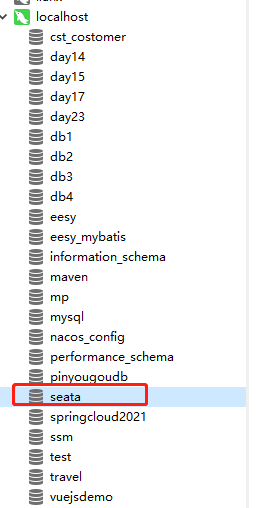 localhost
cst_costomer
day14
day15
day17
day23
db1
db2
db3
db4
eesy
eesy_mybatis
information_schema
maven
mp
mysql
nacos_config
performance_schema
pinyougoudb
seata
springcloud2021
ssm
test
travel
vuejsdemo